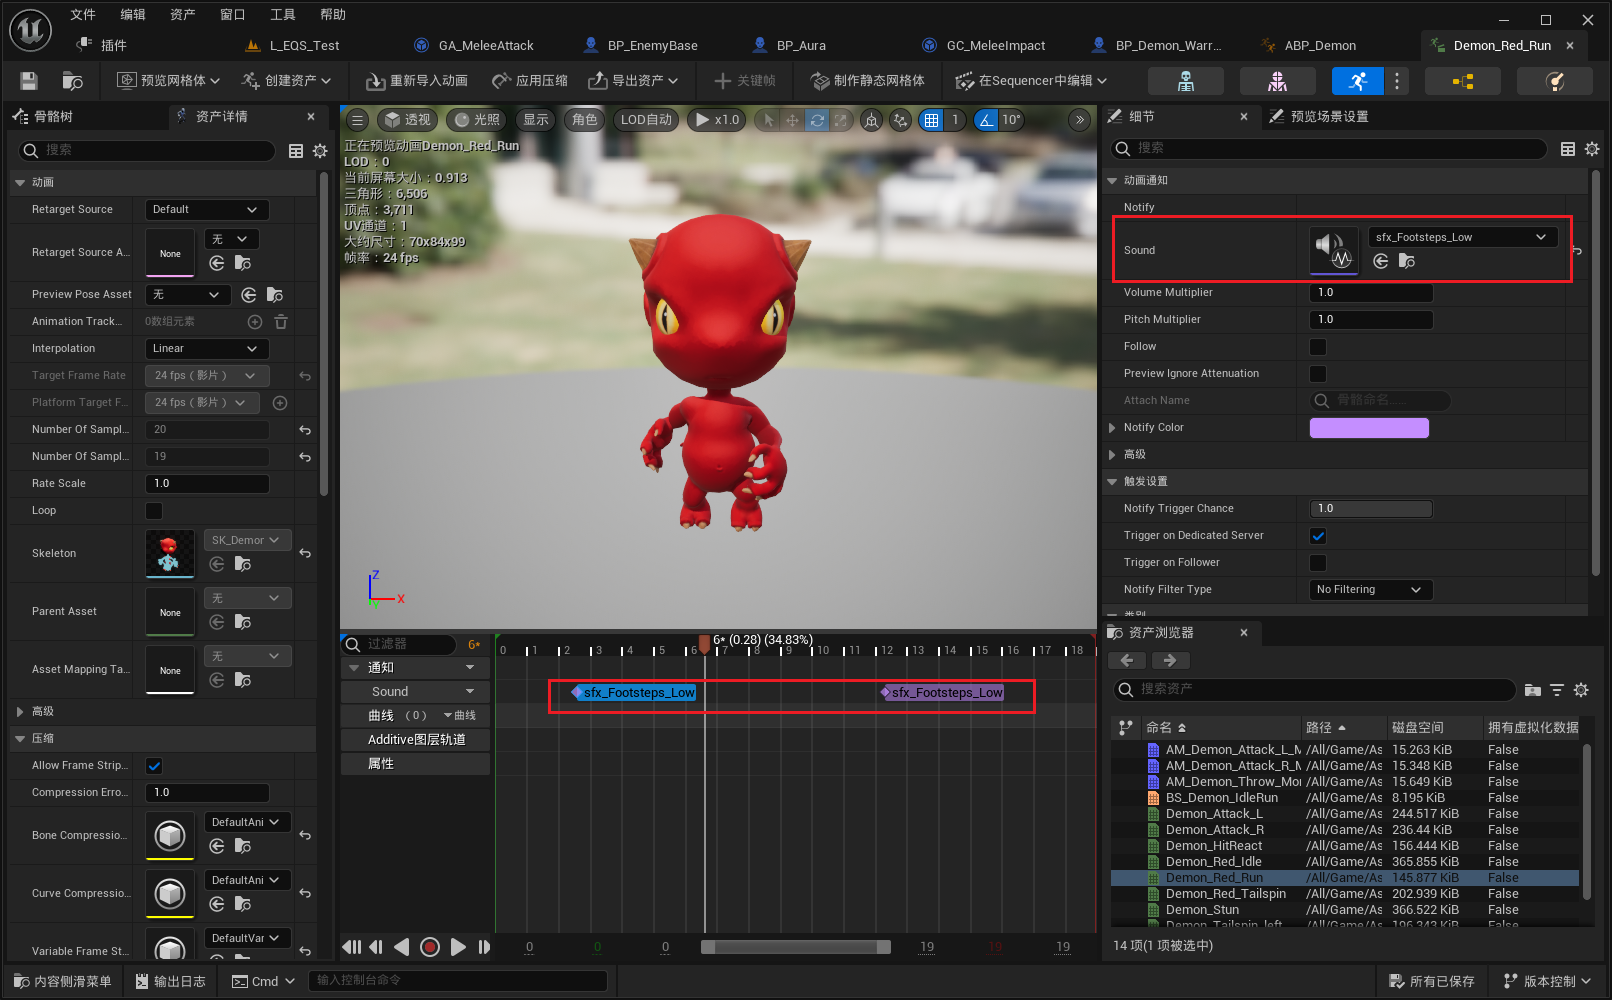 文件 编辑 资产 窗口 工具 帮助
插件 L_EQS_Test GA_MeleeAttack BP_EnemyBase BP_Aura GC_MeleeImpact BP_Demon_Warr... ABP_Demon Demon_Red_Run
预览网格体 创建资产 重新导入动画 应用压缩 导出资产 关键帧 制作静态网格体 在Sequencer中编辑
骨骼树 资产详情
搜索
动画
Retarget Source Default
Retarget Source A... None 无
Preview Pose Asset 无
Animation Track... 0数组元素
Interpolation Linear
Target Frame Rate 24 fps（影片）
Platform Target F... 24 fps（影片）
Number Of Sampl... 20
Number Of Sampl... 19
Rate Scale 1.0
Loop
Skeleton SK_Demor
Parent Asset None 无
Asset Mapping Ta... None 无
高级
压缩
Allow Frame Strip...
Compression Erro... 1.0
Bone Compressio... DefaultAni
Curve Compression DefaultAni
Variable Frame St... DefaultVar
透视 光照 显示 角色 LOD自动 x1.0 1 10°
正在预览动画Demon_Red_Run
LOD：0
当前屏幕大小：0.913
三角形：6,506
顶点：3,711
UV通道：1
大约尺寸：70x84x99
帧率：24 fps
Z
X
过滤器 6*
6* (0.28) (34.83%)
0 1 2 3 4 5 6 7 8 9 10 11 12 13 14 15 16 17 18
通知
Sound sfx_Footsteps_Low sfx_Footsteps_Low
曲线 （0） 曲线
Additive图层轨道
属性
0 0 0 19 19 19
细节 预览场景设置
搜索
动画通知
Notify
Sound sfx_Footsteps_Low
Volume Multiplier 1.0
Pitch Multiplier 1.0
Follow
Preview Ignore Attenuation
Attach Name 骨骼命名......
Notify Color
高级
触发设置
Notify Trigger Chance 1.0
Trigger on Dedicated Server
Trigger on Follower
Notify Filter Type No Filtering
类别
资产浏览器
搜索资产
命名 路径 磁盘空间 拥有虚拟化数据
AM_Demon_Attack_L_M /All/Game/As 15.263 KiB False
AM_Demon_Attack_R_M /All/Game/As 15.348 KiB False
AM_Demon_Throw_Mor /All/Game/As 15.649 KiB False
BS_Demon_IdleRun /All/Game/As 8.195 KiB False
Demon_Attack_L /All/Game/As 244.517 KiB False
Demon_Attack_R /All/Game/As 236.44 KiB False
Demon_HitReact /All/Game/As 156.444 KiB False
Demon_Red_Idle /All/Game/As 365.855 KiB False
Demon_Red_Run /All/Game/As 145.877 KiB False
Demon_Red_Tailspin /All/Game/As 202.939 KiB False
Demon_Stun /All/Game/As 366.522 KiB False
Demon_Tailspin_left /All/Game/As 196.343 KiB False
14 项(1 项被选中)
内容侧滑菜单 输出日志 Cmd 输入控制台命令 所有已保存 版本控制